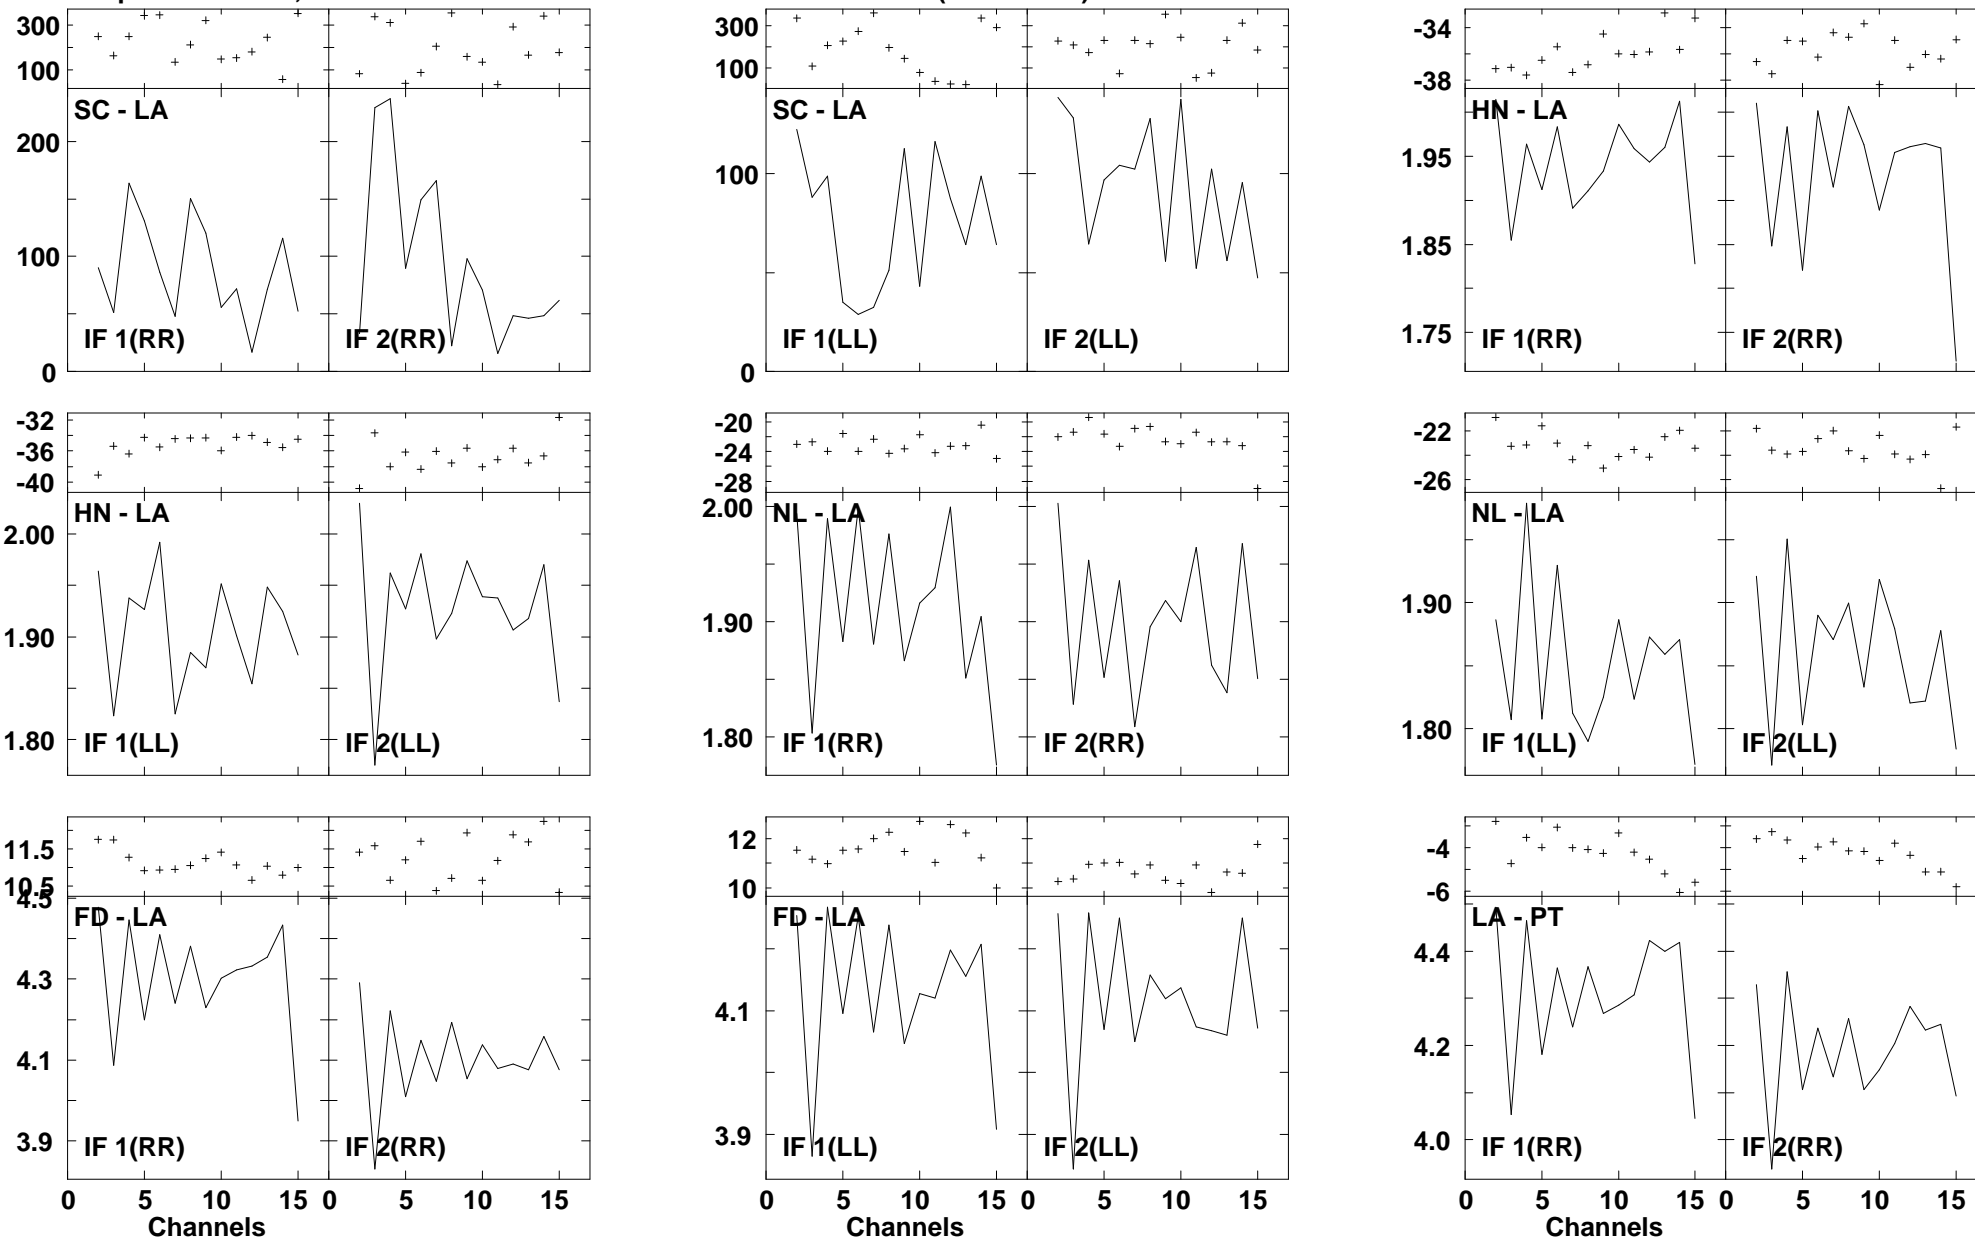 300
100
SC - LA
200
100
0
IF 1(RR)
IF 2(RR)
300
100
SC - LA
100
0
IF 1(LL)
IF 2(LL)
-34
-38
HN - LA
1.95
1.85
1.75
IF 1(RR)
IF 2(RR)
-32
-36
-40
HN - LA
2.00
1.90
1.80
IF 1(LL)
IF 2(LL)
-20
-24
-28
2.00
NL - LA
1.90
1.80
IF 1(RR)
IF 2(RR)
-22
-26
NL - LA
1.90
1.80
IF 1(LL)
IF 2(LL)
11.5
10.5
4.5
FD - LA
4.3
4.1
3.9
IF 1(RR)
IF 2(RR)
0 5 10 15 0 5 10 15
Channels
12
10
FD - LA
4.1
3.9
IF 1(LL)
IF 2(LL)
0 5 10 15 0 5 10 15
Channels
-4
-6
LA - PT
4.4
4.2
4.0
IF 1(RR)
IF 2(RR)
0 5 10 15 0 5 10 15
Channels